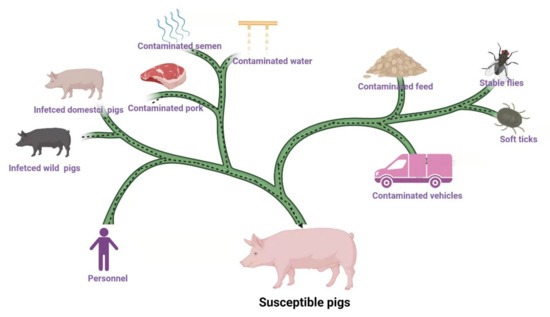 Contaminated semen
Contaminated water
Infetced domestci pigs
Contaminated pork
Contaminated feed
Stable flies
Soft ticks
Infetced wild pigs
Contaminated vehicles
Personnel
Susceptible pigs